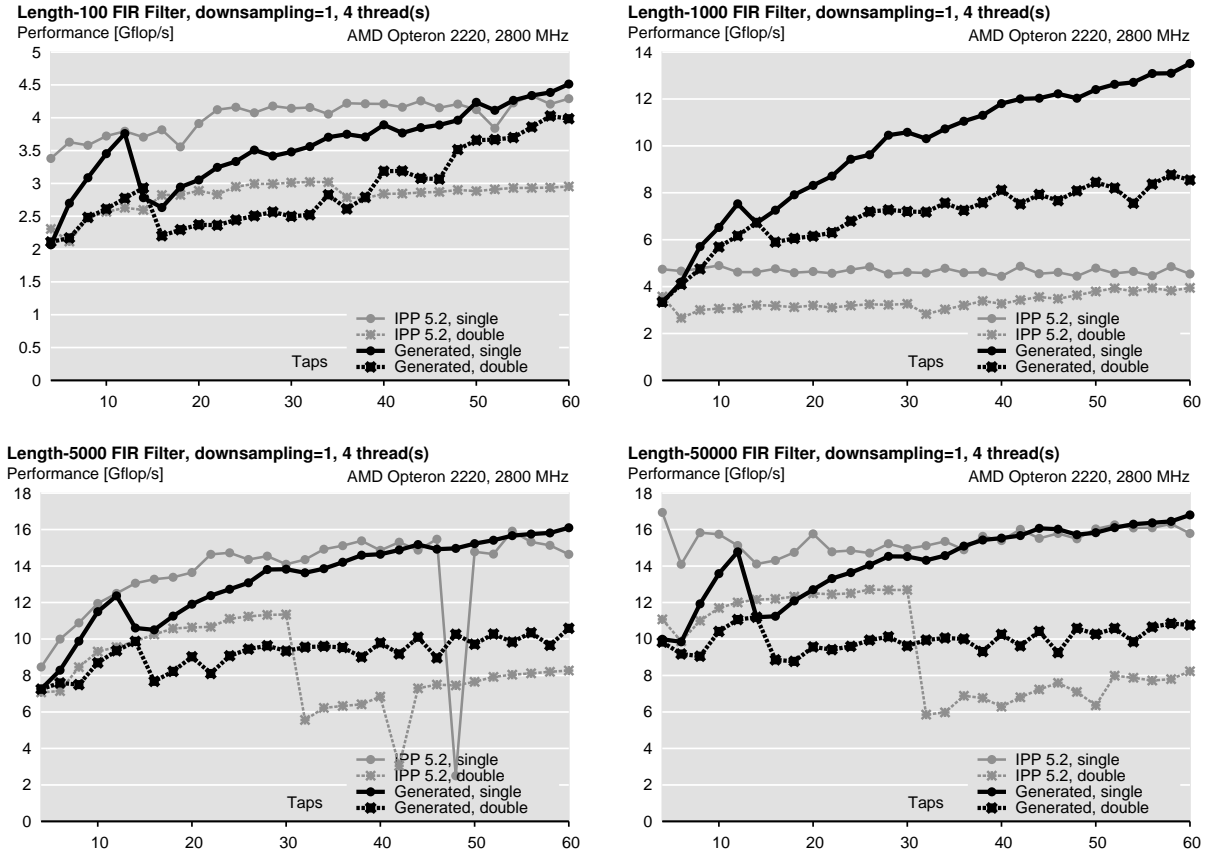 Length-100 FIR Filter, downsampling=1, 4 thread(s)
Performance [Gflop/s]
AMD Opteron 2220, 2800 MHz
5
4.5
4
3.5
3
2.5
2
1.5
1
0.5
0
IPP 5.2, single
IPP 5.2, double
Generated, single
Generated, double
Taps
10
20
30
40
50
60
Length-1000 FIR Filter, downsampling=1, 4 thread(s)
Performance [Gflop/s]
AMD Opteron 2220, 2800 MHz
14
12
10
8
6
4
2
0
IPP 5.2, single
IPP 5.2, double
Generated, single
Generated, double
Taps
10
20
30
40
50
60
Length-5000 FIR Filter, downsampling=1, 4 thread(s)
Performance [Gflop/s]
AMD Opteron 2220, 2800 MHz
18
16
14
12
10
8
6
4
2
0
IPP 5.2, single
IPP 5.2, double
Generated, single
Generated, double
Taps
10
20
30
40
50
60
Length-50000 FIR Filter, downsampling=1, 4 thread(s)
Performance [Gflop/s]
AMD Opteron 2220, 2800 MHz
18
16
14
12
10
8
6
4
2
0
IPP 5.2, single
IPP 5.2, double
Generated, single
Generated, double
Taps
10
20
30
40
50
60